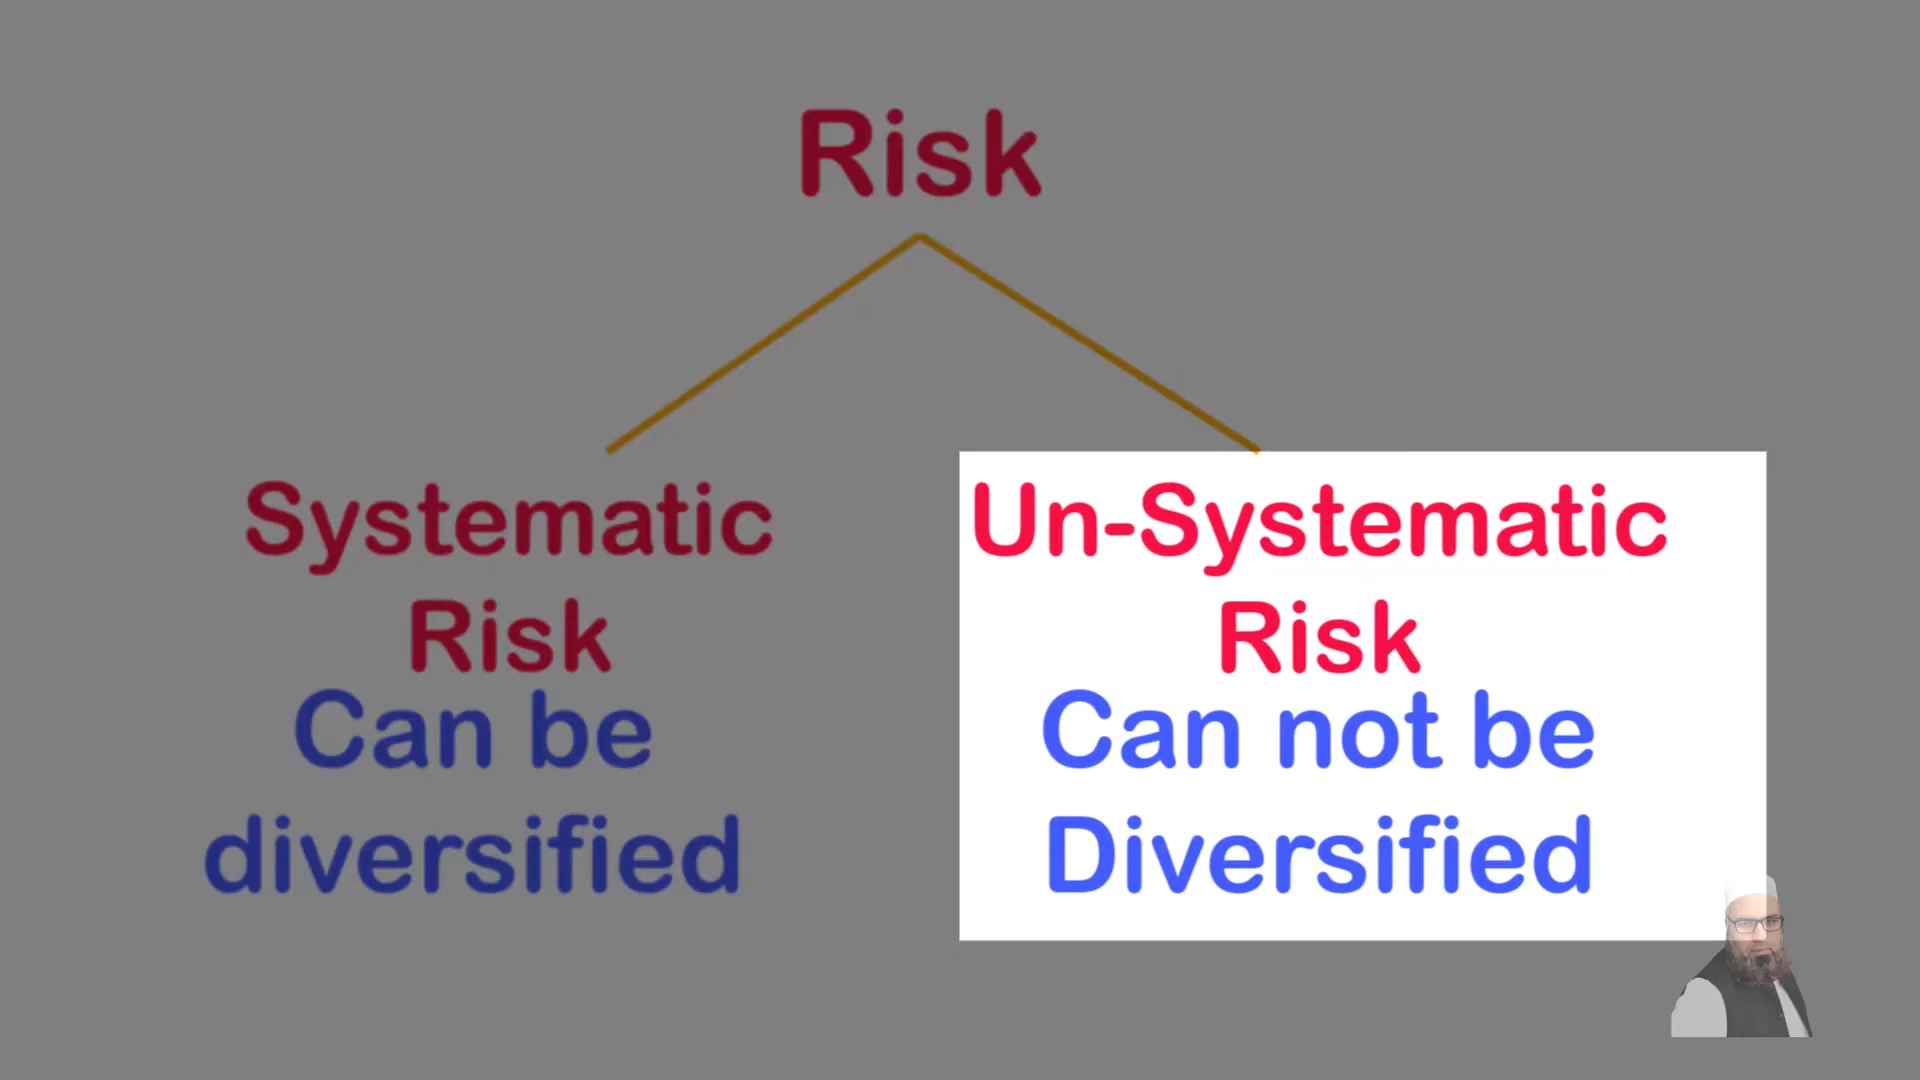 Risk
Systematic
Risk
Can be
diversified
Un-Systematic
Risk
Can not be
Diversified